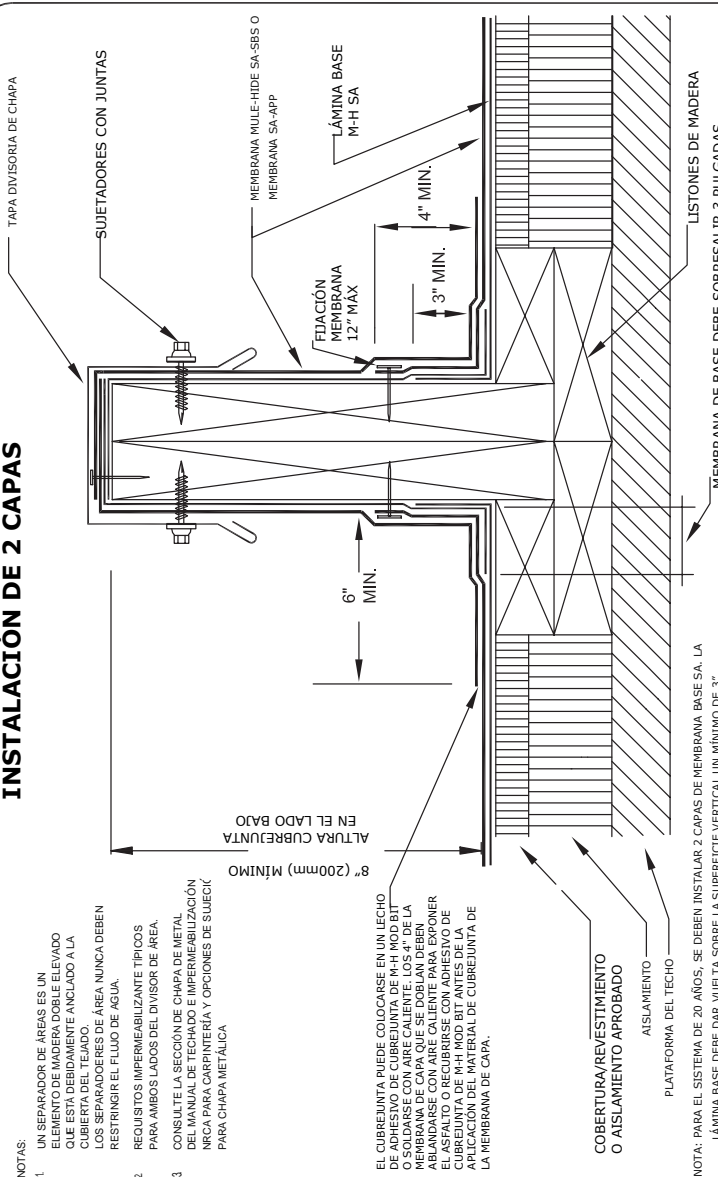 INSTALACIÓN DE 2 CAPAS
NOTAS:
1 UN SEPARADOR DE ÁREAS ES UN
ELEMENTO DE MADERA DOBLE ELEVADO
QUE ESTÁ DEBIDAMENTE ANCLADO A LA
CUBIERTA DEL TEJADO.
LOS SEPARADOERES DE ÁREA NUNCA DEBEN
RESTRINGIR EL FLUJO DE AGUA.
2 REQUISITOS IMPERMEABILIZANTE TÍPICOS
PARA AMBOS LADOS DEL DIVISOR DE ÁREA.
3 CONSULTE LA SECCIÓN DE CHAPA DE METAL
DEL MANUAL DE TECHADO E IMPERMEABILIZACIÓN
NRCA PARA CARPINTERÍA Y OPCIONES DE SUJECIÓ
PARA CHAPA METÁLICA
TAPA DIVISORIA DE CHAPA
SUJETADORES CON JUNTAS
MEMBRANA MULE-HIDE SA-SBS O
MEMBRANA SA-APP
LÁMINA BASE
M-H SA
FIJACIÓN
MEMBRANA
12" MÁX
4" MIN.
3" MIN.
6"
MIN.
8" (200mm) MÍNIMO
ALTURA CUBREJUNTA
EN EL LADO BAJO
EL CUBREJUNTA PUEDE COLOCARSE EN UN LECHO
DE ADHESIVO DE CUBREJUNTA DE M-H MOD BIT
O SOLDARSE CON AIRE CALIENTE. LOS 4" DE LA
MEMBRANA DE CAPA QUE SE DOBLAN DEBEN
ABLANDARSE CON AIRE CALIENTE PARA EXPONER
EL ASFALTO O RECUBRIRSE CON ADHESIVO DE
CUBREJUNTA DE M-H MOD BIT ANTES DE LA
APLICACIÓN DEL MATERIAL DE CUBREJUNTA DE
LA MEMBRANA DE CAPA.
COBERTURA/REVESTIMIENTO
O AISLAMIENTO APROBADO
AISLAMIENTO
PLATAFORMA DEL TECHO
LISTONES DE MADERA
MEMBRANA DE BASE DEBE SOBRESALIR 3 PULGADAS
NOTA: PARA EL SISTEMA DE 20 AÑOS, SE DEBEN INSTALAR 2 CAPAS DE MEMBRANA BASE SA. LA
LÁMINA BASE DEBE DAR VUELTA SOBRE LA SUPERFICIE VERTICAL UN MÍNIMO DE 3"